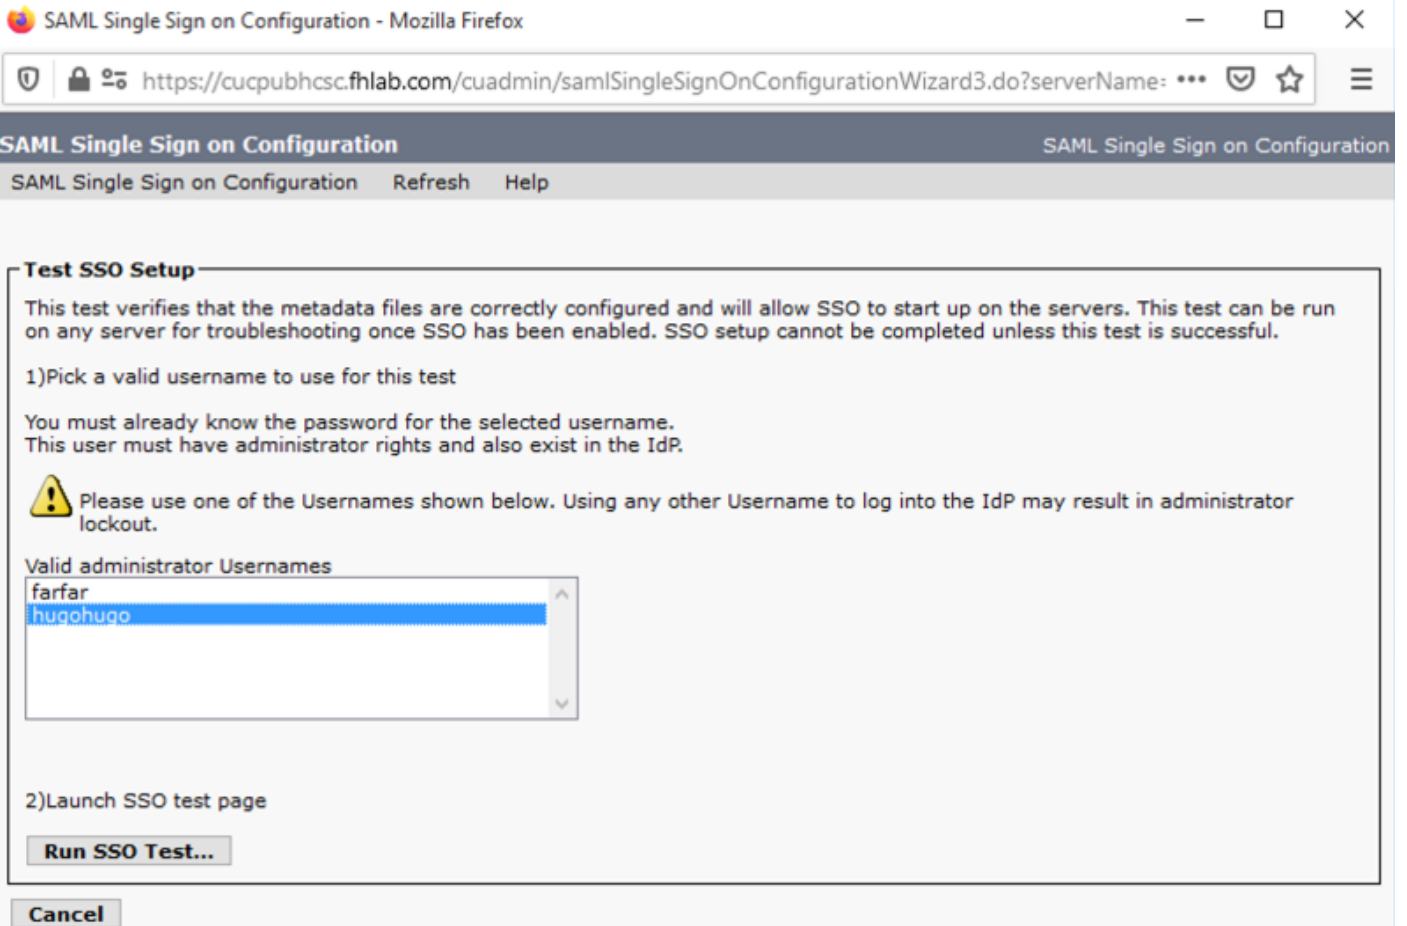 SAML Single Sign on Configuration - Mozilla Firefox
https://cucpubhcsc.fhlab.com/cuadmin/samlSingleSignOnConfigurationWizard3.do?serverName=
SAML Single Sign on Configuration SAML Single Sign on Configuration
SAML Single Sign on Configuration Refresh Help
Test SSO Setup
This test verifies that the metadata files are correctly configured and will allow SSO to start up on the servers. This test can be run
on any server for troubleshooting once SSO has been enabled. SSO setup cannot be completed unless this test is successful.
1)Pick a valid username to use for this test
You must already know the password for the selected username.
This user must have administrator rights and also exist in the IdP.
Please use one of the Usernames shown below. Using any other Username to log into the IdP may result in administrator
lockout.
Valid administrator Usernames
farfar
hugohugo
2)Launch SSO test page
Run SSO Test...
Cancel